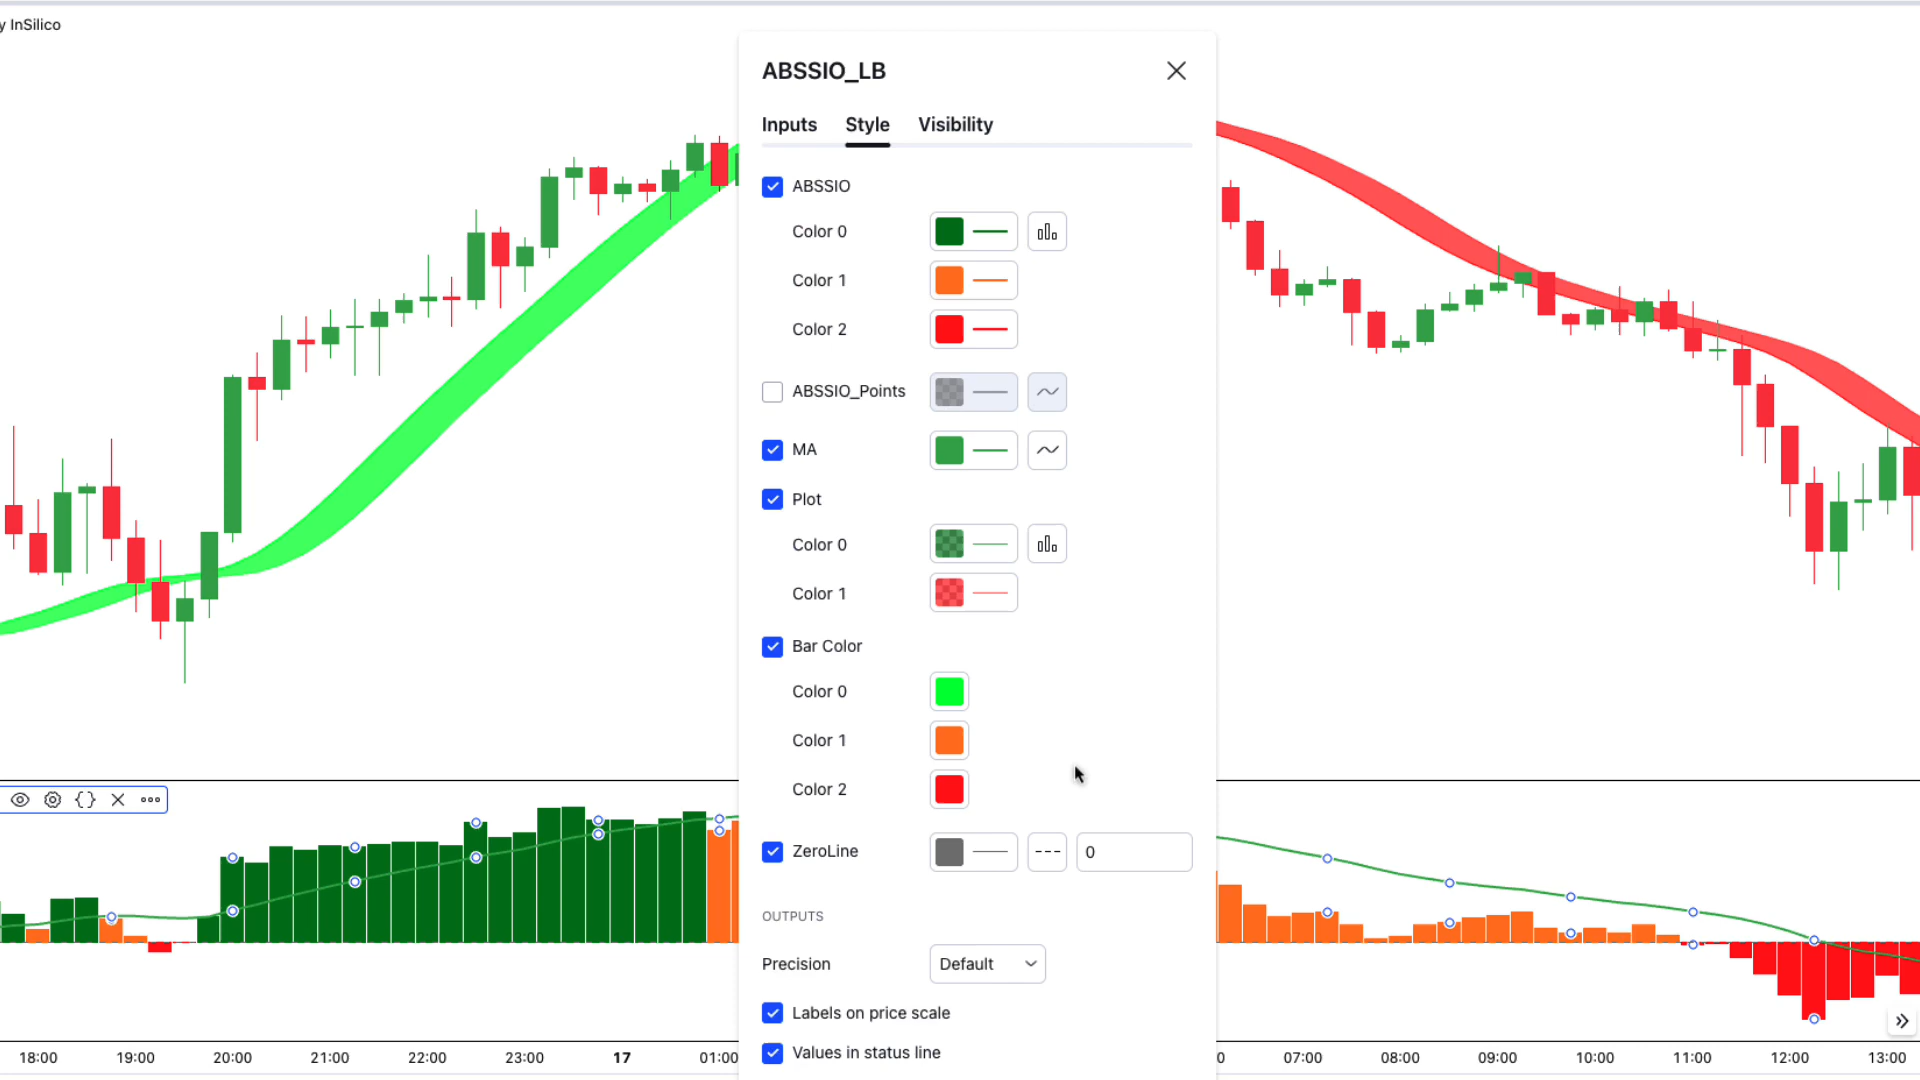 y InSilico
ABSSIO_LB
Inputs Style Visibility
ABSSIO
Color 0
Color 1
Color 2
ABSSIO_Points
MA
Plot
Color 0
Color 1
Bar Color
Color 0
Color 1
Color 2
ZeroLine 0
OUTPUTS
Precision Default
Labels on price scale
Values in status line
18:00 19:00 20:00 21:00 22:00 23:00 17 01:00 0 07:00 08:00 09:00 10:00 11:00 12:00 13:00